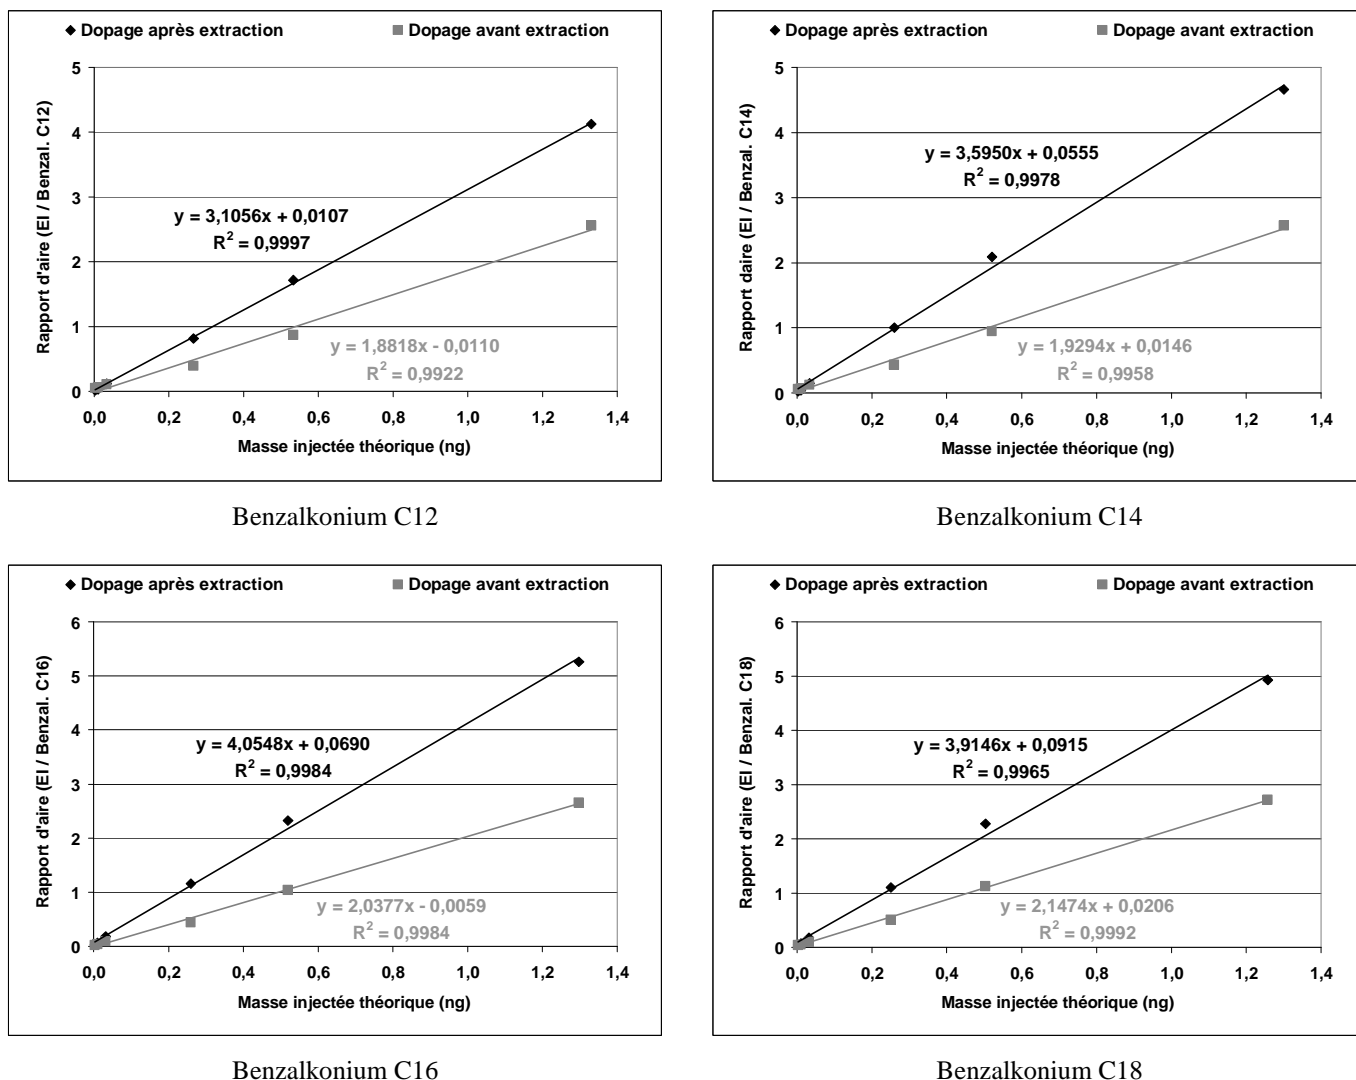 Dopage après extraction Dopage avant extraction
5
4
3
2
1
0
Rapport d'aire (EI / Benzal. C12)
y = 3,1056x + 0,0107
R² = 0,9997
y = 1,8818x - 0,0110
R² = 0,9922
0,0 0,2 0,4 0,6 0,8 1,0 1,2 1,4
Masse injectée théorique (ng)
Benzalkonium C12
Dopage après extraction Dopage avant extraction
5
4
3
2
1
0
Rapport daire (EI / Benzal. C14)
y = 3,5950x + 0,0555
R² = 0,9978
y = 1,9294x + 0,0146
R² = 0,9958
0,0 0,2 0,4 0,6 0,8 1,0 1,2 1,4
Masse injectée théorique (ng)
Benzalkonium C14
Dopage après extraction Dopage avant extraction
6
5
4
3
2
1
0
Rapport d'aire (EI / Benzal. C16)
y = 4,0548x + 0,0690
R² = 0,9984
y = 2,0377x - 0,0059
R² = 0,9984
0,0 0,2 0,4 0,6 0,8 1,0 1,2 1,4
Masse injectée théorique (ng)
Benzalkonium C16
Dopage après extraction Dopage avant extraction
6
5
4
3
2
1
0
Rapport d'aire (EI / Benzal. C18)
y = 3,9146x + 0,0915
R² = 0,9965
y = 2,1474x + 0,0206
R² = 0,9992
0,0 0,2 0,4 0,6 0,8 1,0 1,2 1,4
Masse injectée théorique (ng)
Benzalkonium C18